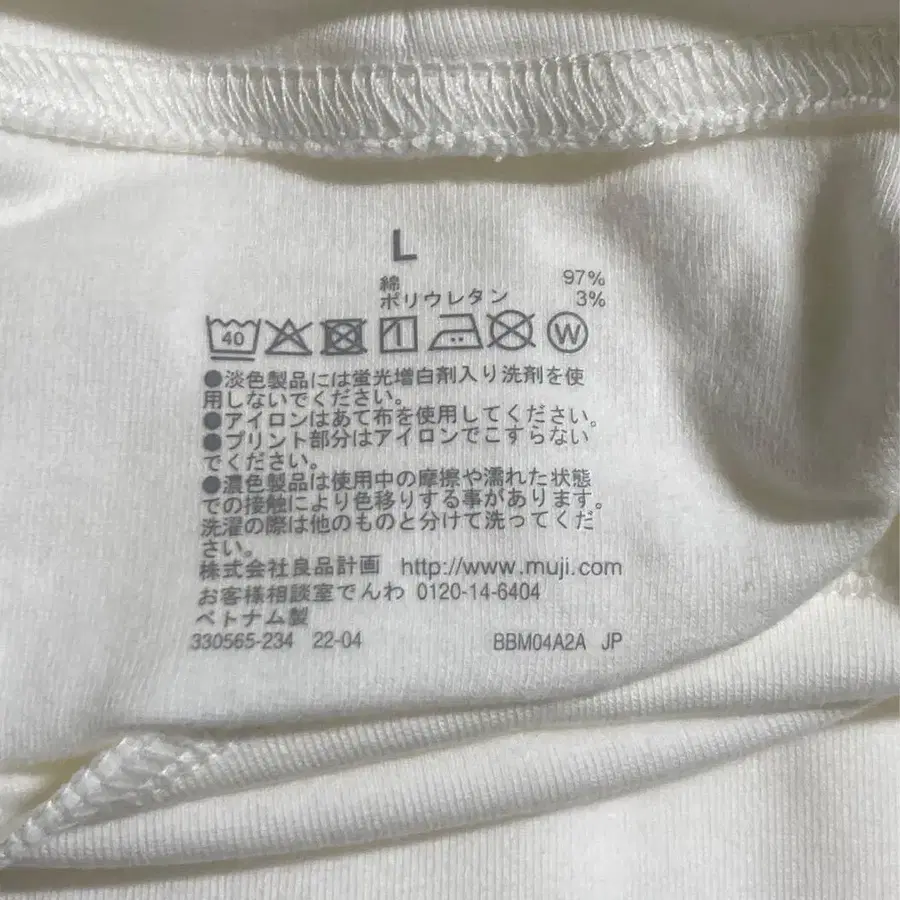 L
綿 97%
ポリウレタン 3%
40 W
●淡色製品には蛍光増白剤入り洗剤を使
用しないでください。
●アイロンはあて布を使用してください。
●プリント部分はアイロンでこすらない
でください。
●濃色製品は使用中の摩擦や濡れた状態
での接触により色移りする事があります。
洗濯の際は他のものと分けて洗ってくだ
さい。
株式会社良品計画 http://www.muji.com
お客様相談室でんわ 0120-14-6404
ベトナム製
330565-234 22-04 BBM04A2A JP